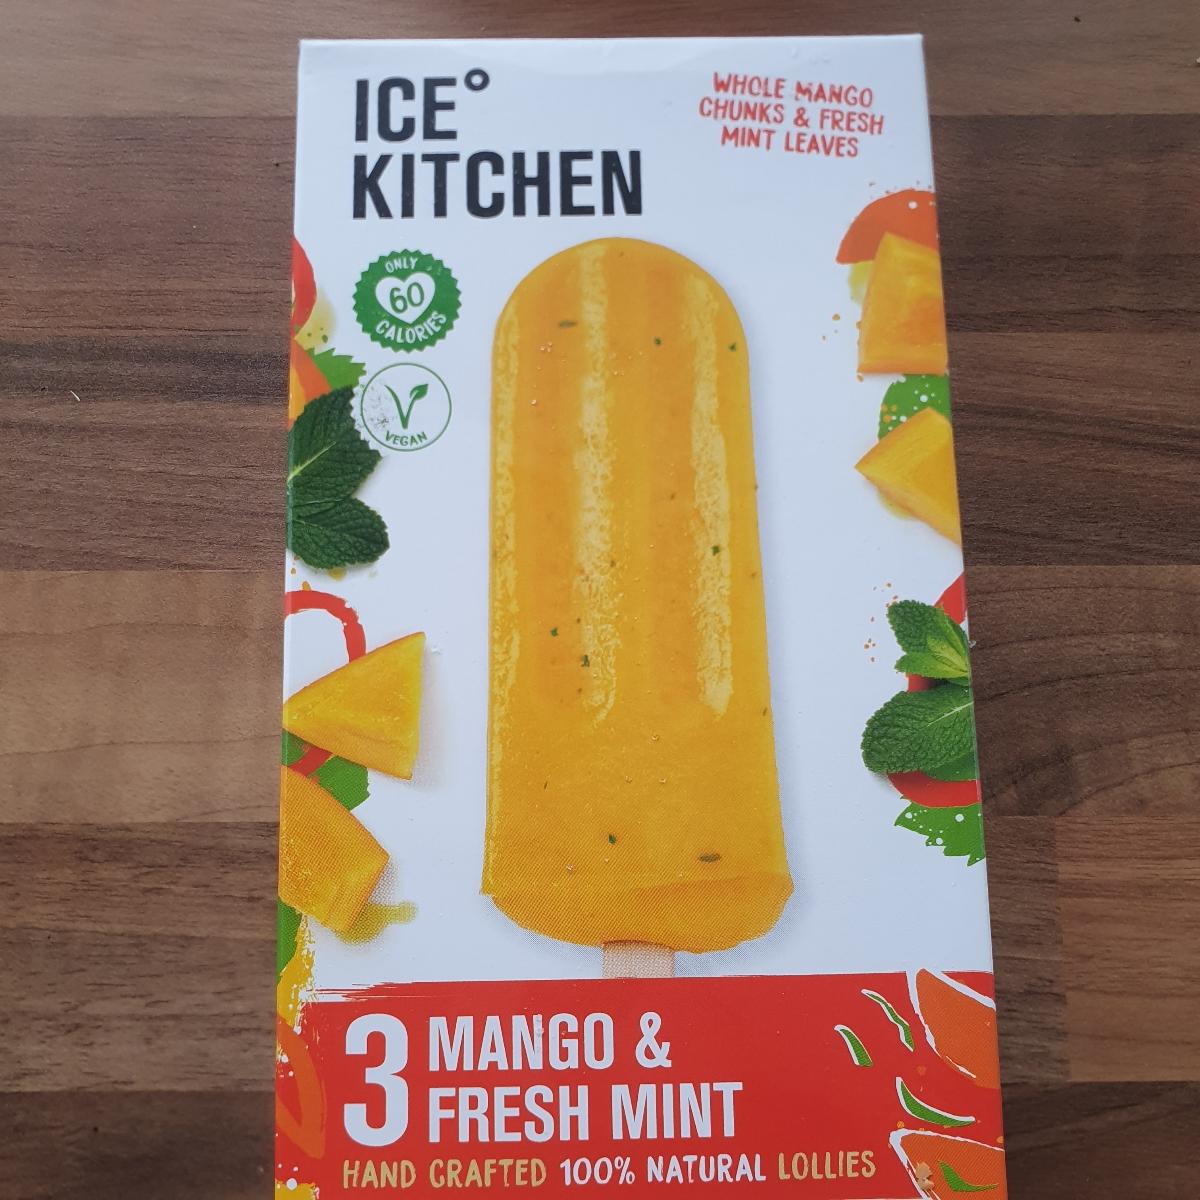 ICE°
KITCHEN
WHOLE MANGO
CHUNKS & FRESH
MINT LEAVES
ONLY
60
CALORIES
VEGAN
3 MANGO &
FRESH MINT
HAND CRAFTED 100% NATURAL LOLLIES